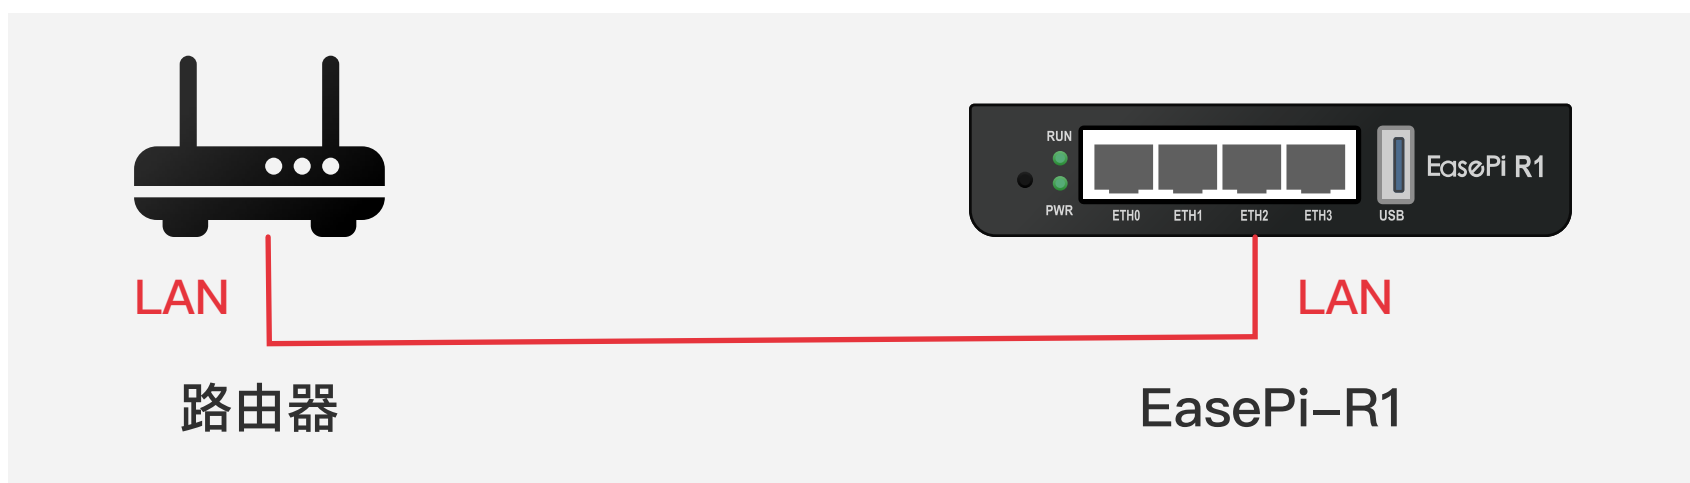 RUN
PWR
ETH0 ETH1 ETH2 ETH3
USB
EasePi R1
LAN
LAN
路由器
EasePi-R1